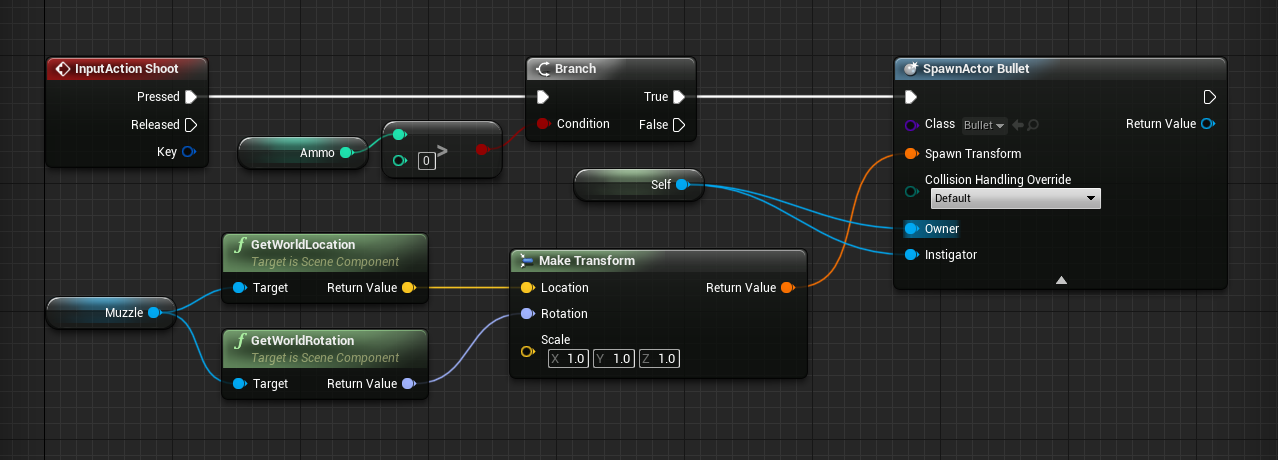 InputAction Shoot
Pressed
Released
Key
Ammo
0
>
Branch
True
Condition
False
Self
SpawnActor Bullet
Class Bullet
Return Value
Spawn Transform
Collision Handling Override
Default
Owner
Instigator
Muzzle
f GetWorldLocation
Target is Scene Component
Target Return Value
f GetWorldRotation
Target is Scene Component
Target Return Value
Make Transform
Location Return Value
Rotation
Scale
X 1.0 Y 1.0 Z 1.0